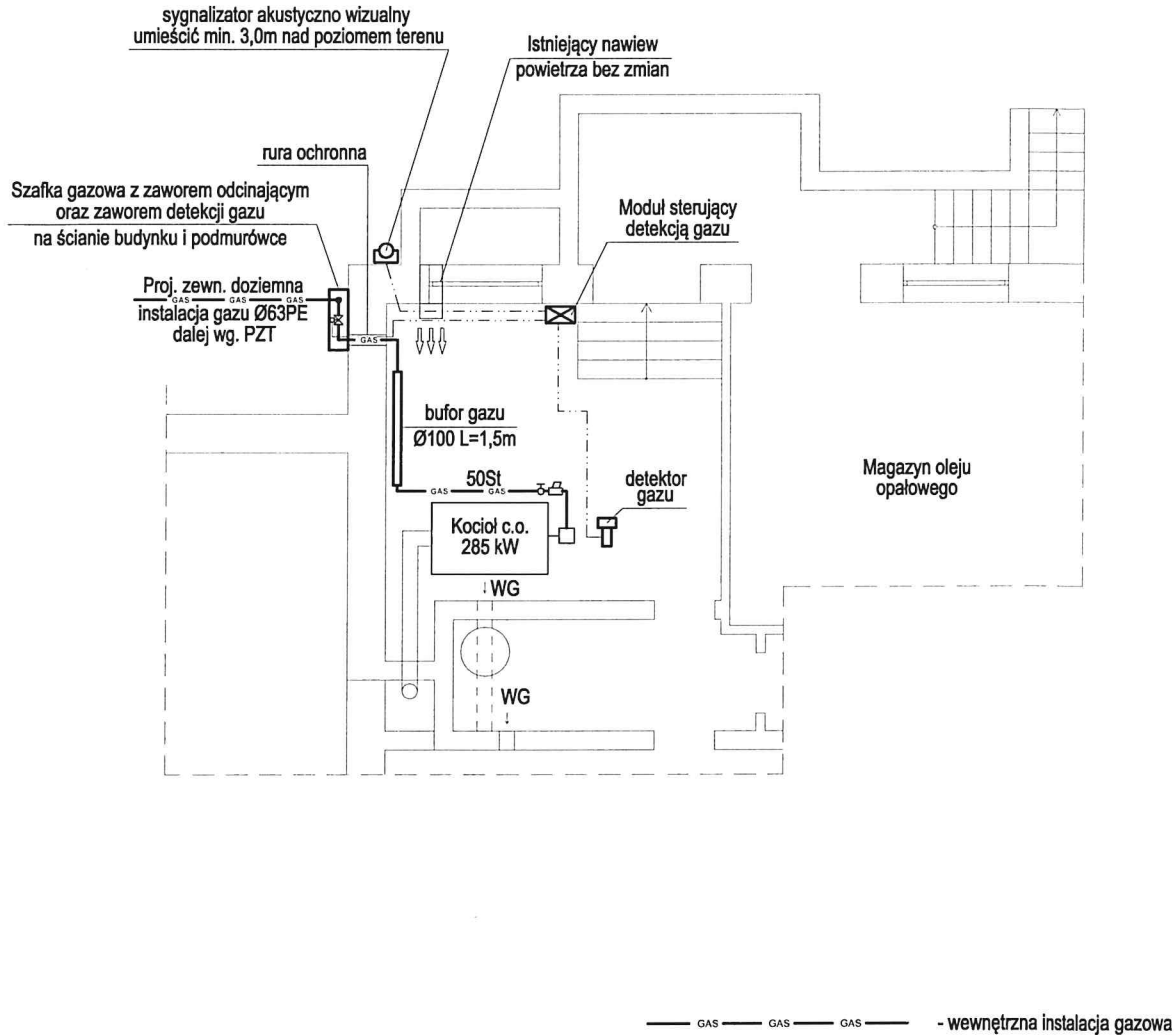 sygnalizator akustyczno wizualny
umieścić min. 3,0m nad poziomem terenu
Istniejący nawiew
powietrza bez zmian
rura ochronna
Szafka gazowa z zaworem odcinającym
oraz zaworem detekcji gazu
na ścianie budynku i podmurówce
Moduł sterujący
detekcją gazu
Proj. zewn. doziemna
GAS GAS GAS
instalacja gazu Ø63PE
dalej wg. PZT
GAS
bufor gazu
Ø100 L=1,5m
50St
GAS GAS
detektor
gazu
Magazyn oleju
opałowego
Kocioł c.o.
285 kW
WG
WG
GAS GAS GAS - wewnętrzna instalacja gazowa